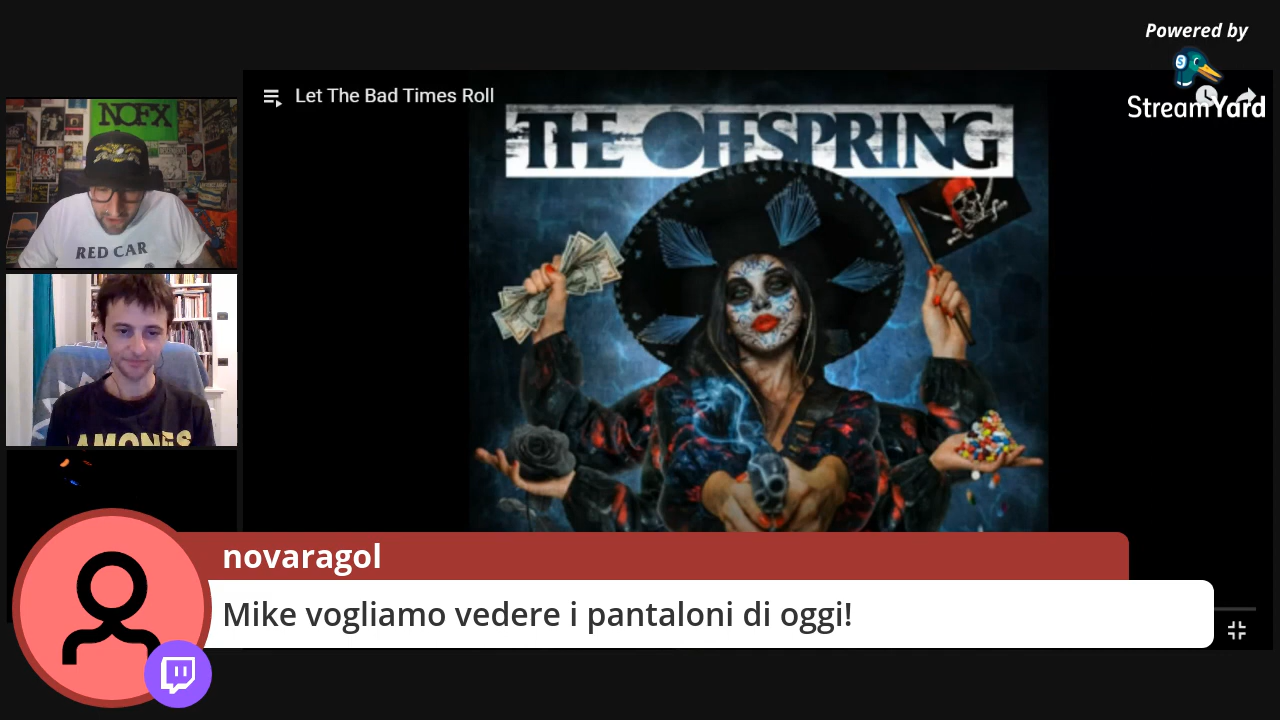 Powered by
StreamYard
Let The Bad Times Roll
THE OFFSPRING
NOFX
RED CAR
RAMONES
novaragol
Mike vogliamo vedere i pantaloni di oggi!